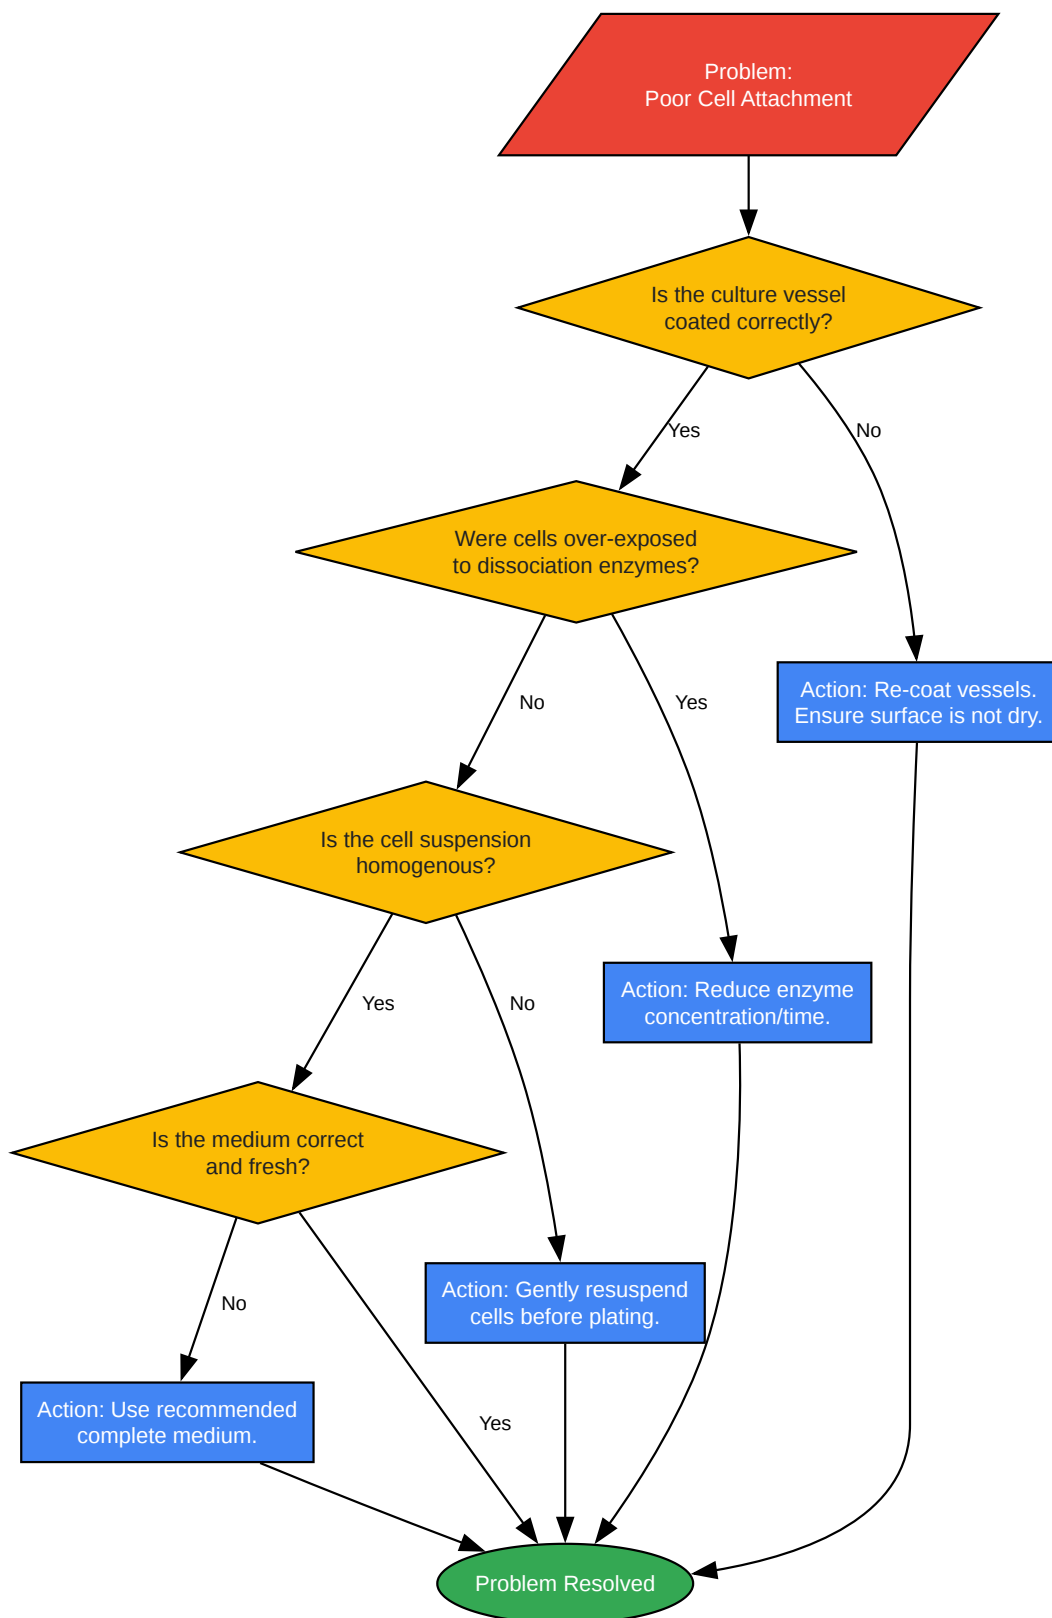 Problem:
Poor Cell Attachment
Is the culture vessel
coated correctly?
Yes
No
Were cells over-exposed
to dissociation enzymes?
No
Yes
Action: Re-coat vessels.
Ensure surface is not dry.
Is the cell suspension
homogenous?
Yes
No
Action: Reduce enzyme
concentration/time.
Is the medium correct
and fresh?
No
Yes
Action: Gently resuspend
cells before plating.
Action: Use recommended
complete medium.
Problem Resolved